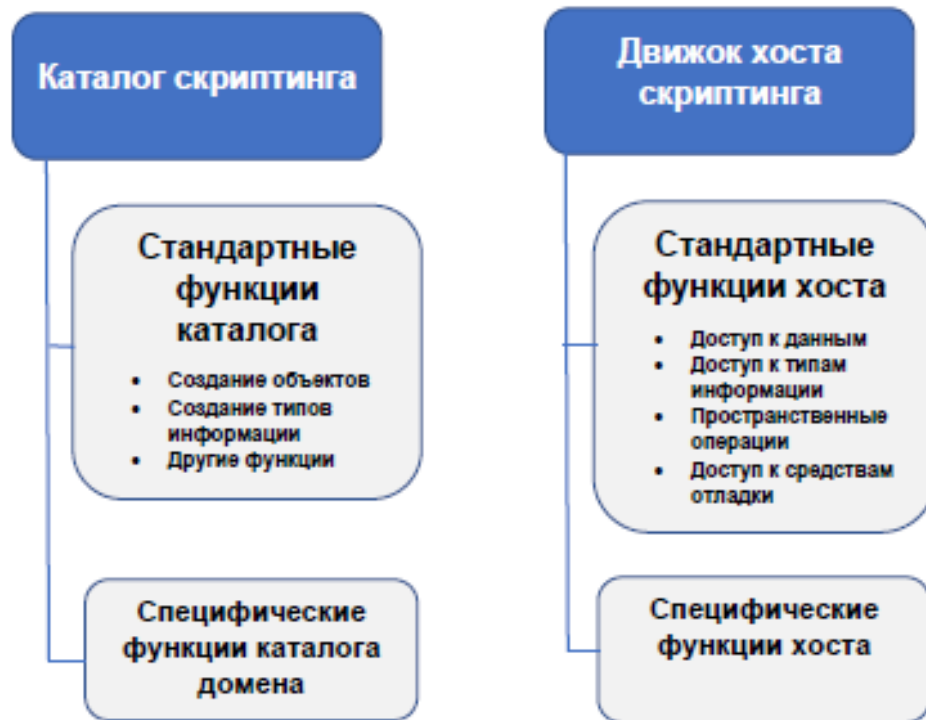 Каталог скриптинга
Стандартные
функции
каталога
• Создание объектов
• Создание типов
информации
• Другие функции
Специфические
функции каталога
домена
Движок хоста
скриптинга
Стандартные
функции хоста
• Доступ к данным
• Доступ к типам
информации
• Пространственные
операции
• Доступ к средствам
отладки
Специфические
функции хоста